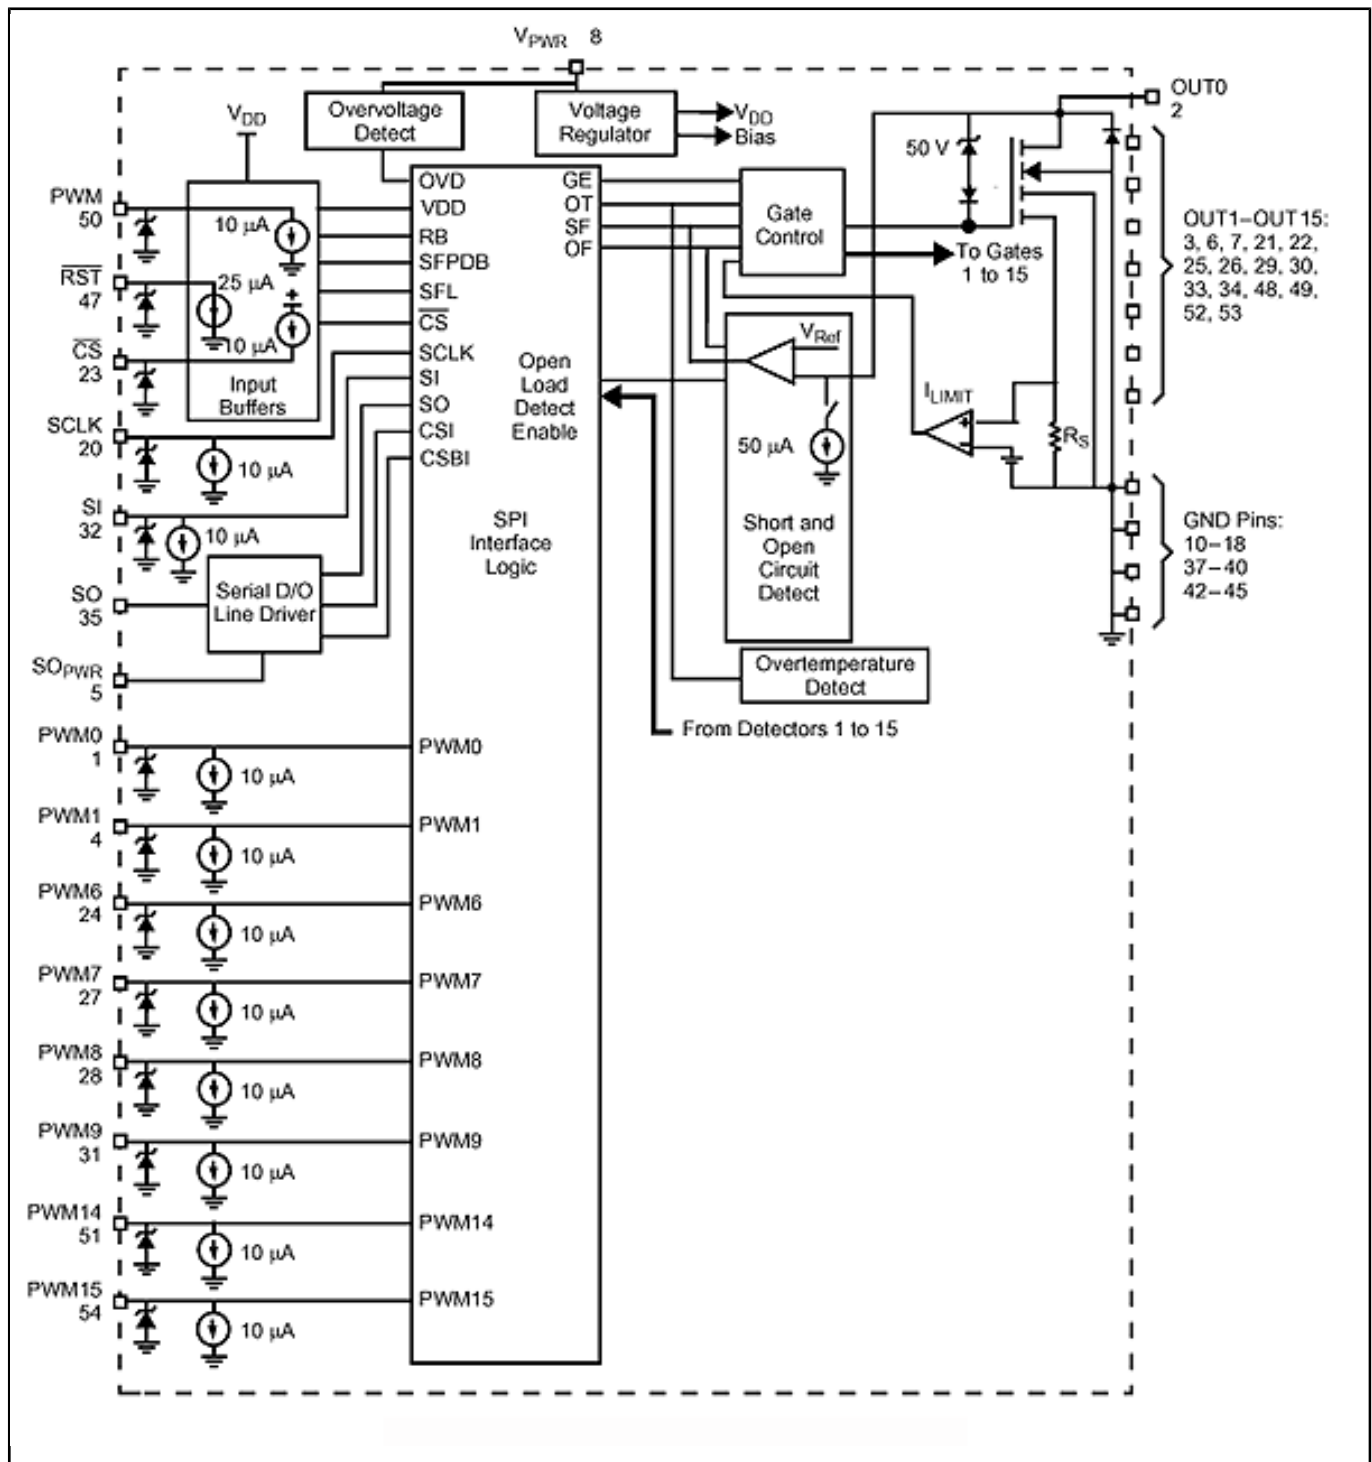 VPWR 8
OUT0
2
Overvoltage
Detect
Voltage
Regulator
VDD
Bias
VDD
50 V
PWM
50
10 µA
RST
47
25 µA
CS
23
10 µA
Input
Buffers
SCLK
20
10 µA
SI
32
10 µA
SO
35
Serial D/O
Line Driver
SOPWR
5
OVD
VDD
RB
SFPDB
SFL
CS
SCLK
SI
SO
CSI
CSBI
GE
OT
SF
OF
Open
Load
Detect
Enable
SPI
Interface
Logic
Gate
Control
To Gates
1 to 15
VRef
50 µA
Short and
Open
Circuit
Detect
ILIMIT
+
–
RS
Overtemperature
Detect
From Detectors 1 to 15
OUT1–OUT15:
3, 6, 7, 21, 22,
25, 26, 29, 30,
33, 34, 48, 49,
52, 53
GND Pins:
10–18
37–40
42–45
PWM0
1
10 µA
PWM0
PWM1
4
10 µA
PWM1
PWM6
24
10 µA
PWM6
PWM7
27
10 µA
PWM7
PWM8
28
10 µA
PWM8
PWM9
31
10 µA
PWM9
PWM14
51
10 µA
PWM14
PWM15
54
10 µA
PWM15